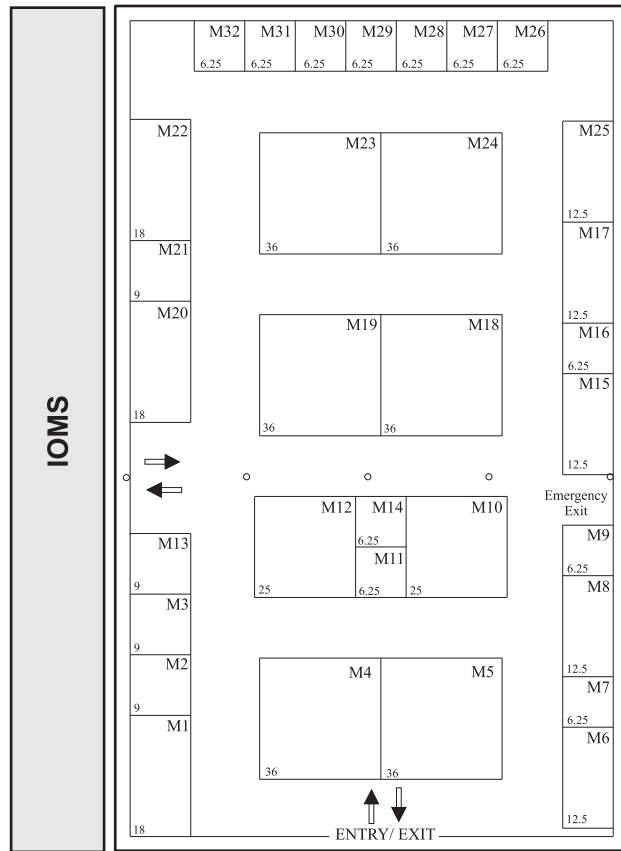 M32 M31 M30 M29 M28 M27 M26
6.25 6.25 6.25 6.25 6.25 6.25 6.25
M22
18
M21
9
M20
18
M23
36
M24
36
M25
12.5
M17
12.5
M16
6.25
M15
12.5
M19
36
M18
36
IOMS
Emergency
Exit
M12
25
M14
6.25
M11
6.25
M10
25
M13
9
M3
9
M2
9
M1
18
M9
6.25
M8
12.5
M7
6.25
M6
12.5
M4
36
M5
36
ENTRY/ EXIT